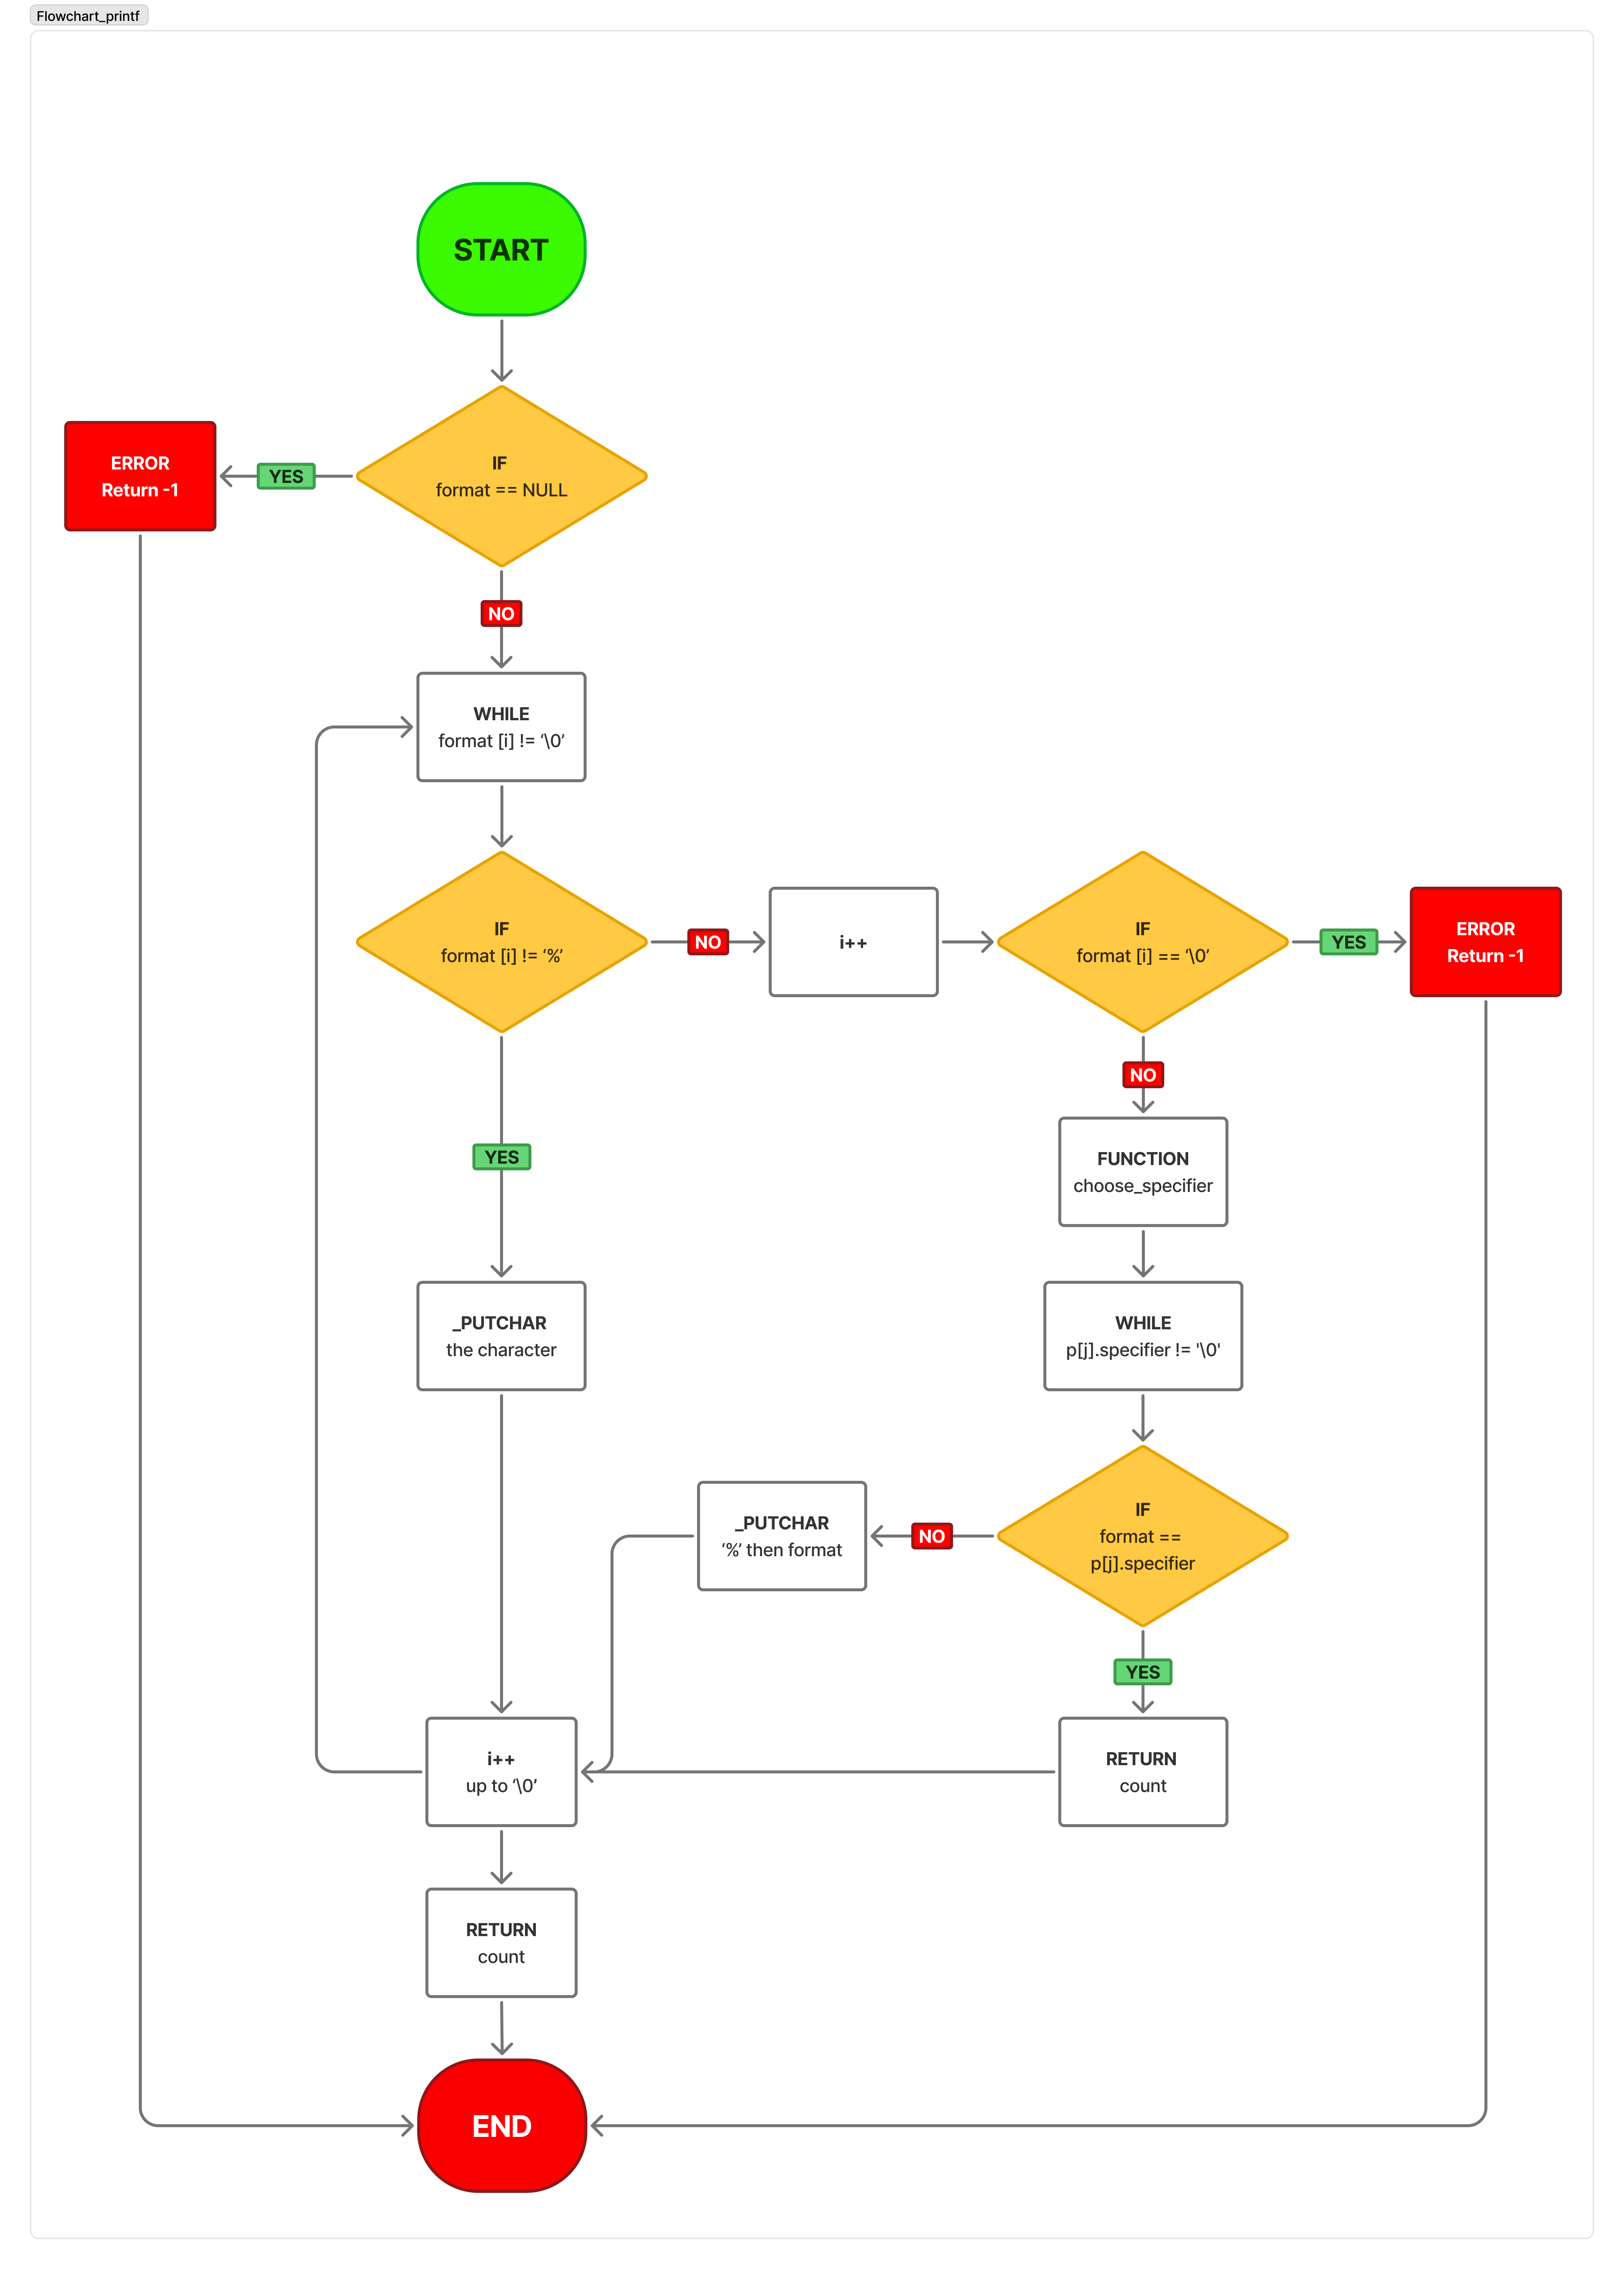 Flowchart_printf
START
IF
format == NULL
YES
ERROR
Return -1
NO
WHILE
format [i] != ‘\0’
IF
format [i] != ‘%’
NO
i++
IF
format [i] == ‘\0’
YES
ERROR
Return -1
NO
FUNCTION
choose_specifier
YES
WHILE
p[j].specifier != '\0'
_PUTCHAR
the character
IF
format ==
p[j].specifier
NO
_PUTCHAR
‘%’ then format
YES
RETURN
count
i++
up to ‘\0’
RETURN
count
END